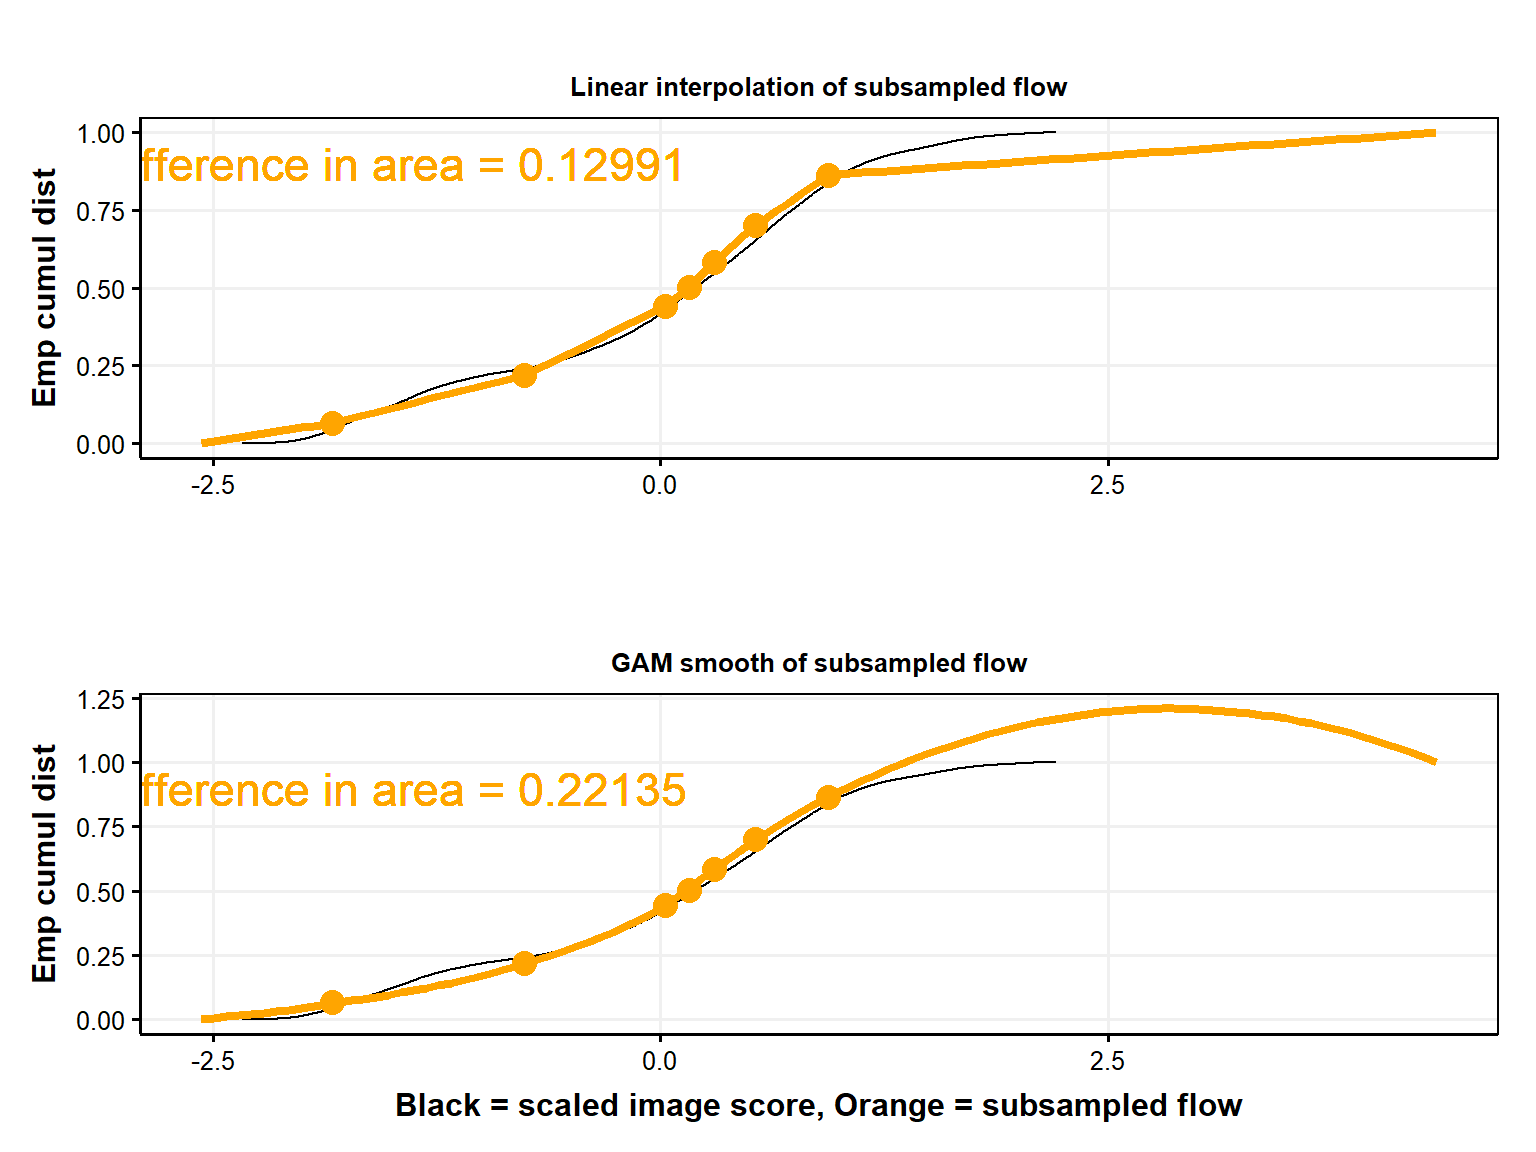 Linear interpolation of subsampled flow
Emp cumul dist
1.00
0.75
0.50
0.25
0.00
fference in area = 0.12991
-2.5
0.0
2.5
GAM smooth of subsampled flow
Emp cumul dist
1.25
1.00
0.75
0.50
0.25
0.00
fference in area = 0.22135
-2.5
0.0
2.5
Black = scaled image score, Orange = subsampled flow